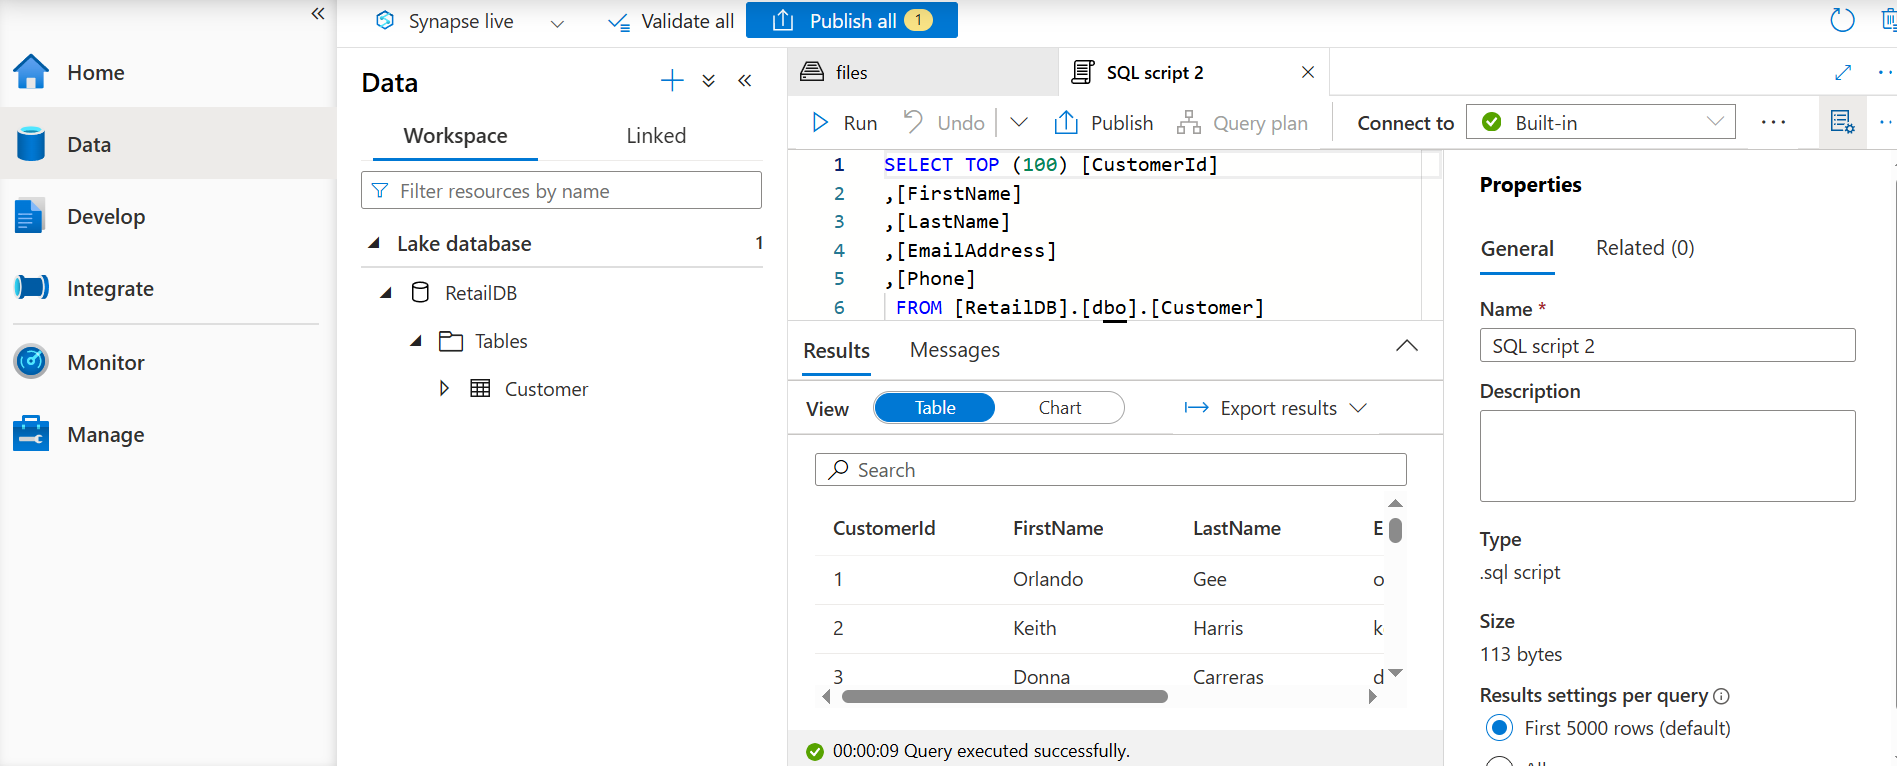 Synapse live
Validate all
Publish all 1
Home
Data
Develop
Integrate
Monitor
Manage
Data
Workspace Linked
Filter resources by name
Lake database 1
RetailDB
Tables
Customer
files
SQL script 2
Run Undo Publish Query plan Connect to Built-in
1 SELECT TOP (100) [CustomerId]
2 ,[FirstName]
3 ,[LastName]
4 ,[EmailAddress]
5 ,[Phone]
6 FROM [RetailDB].[dbo].[Customer]
Results Messages
View Table Chart Export results
Search
CustomerId FirstName LastName E
1 Orlando Gee o
2 Keith Harris k
3 Donna Carreras d
00:00:09 Query executed successfully.
Properties
General Related (0)
Name *
SQL script 2
Description
Type
.sql script
Size
113 bytes
Results settings per query
First 5000 rows (default)